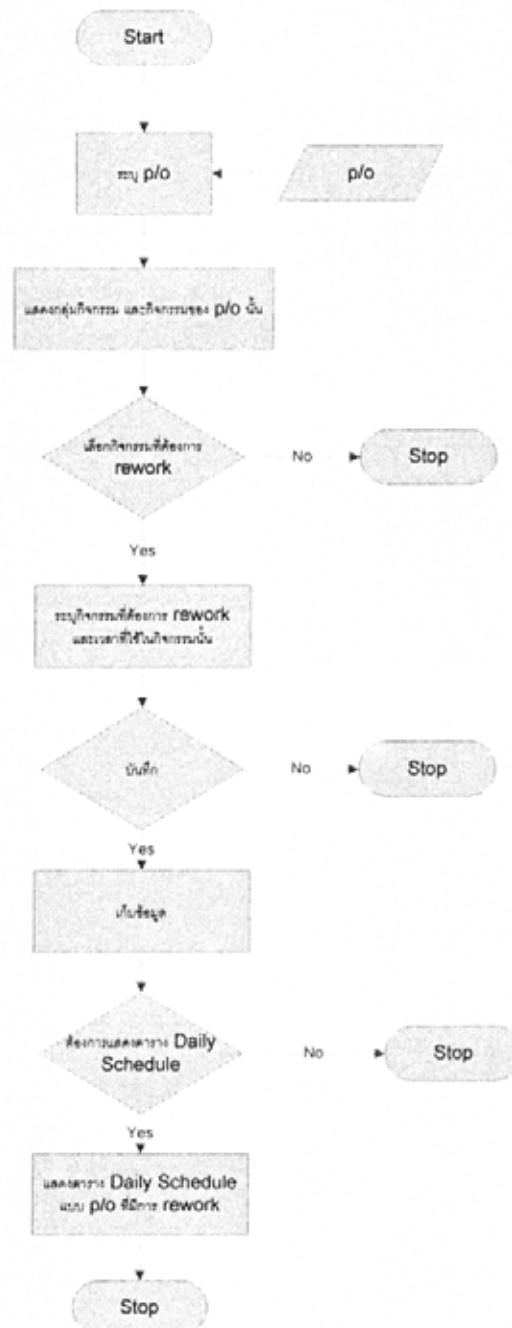 Start
ระบุ p/o
p/o
แสดงกลุ่มกิจกรรม และกิจกรรมของ p/o นั้น
เลือกกิจกรรมที่ต้องการ
rework
No
Stop
Yes
ระบุกิจกรรมที่ต้องการ rework
และเวลาที่ใช้ในกิจกรรมนั้น
บันทึก
No
Stop
Yes
เก็บข้อมูล
ต้องการแสดงตาราง Daily
Schedule
No
Stop
Yes
แสดงตาราง Daily Schedule
แบบ p/o ที่มีการ rework
Stop